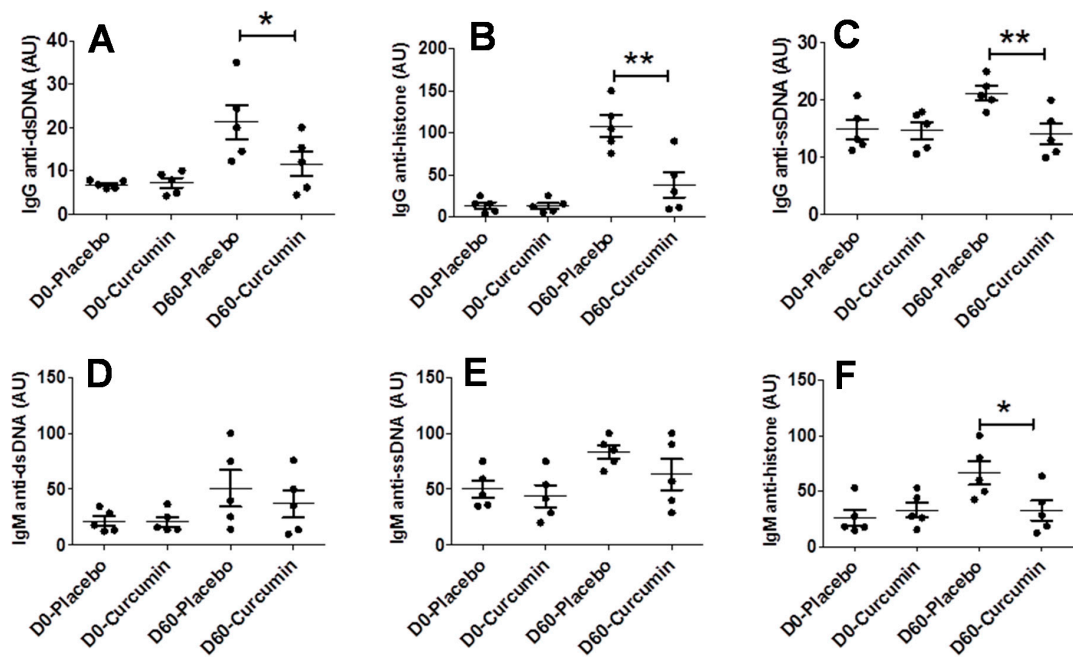 A
IgG anti-dsDNA (AU)
40
30
20
10
0
*
D0-Placebo
D0-Curcumin
D60-Placebo
D60-Curcumin
B
IgG anti-histone (AU)
200
150
100
50
0
**
D0-Placebo
D0-Curcumin
D60-Placebo
D60-Curcumin
C
IgG anti-ssDNA (AU)
30
20
10
0
**
D0-Placebo
D0-Curcumin
D60-Placebo
D60-Curcumin
D
IgM anti-dsDNA (AU)
150
100
50
0
D0-Placebo
D0-Curcumin
D60-Placebo
D60-Curcumin
E
IgM anti-ssDNA (AU)
150
100
50
0
D0-Placebo
D0-Curcumin
D60-Placebo
D60-Curcumin
F
IgM anti-histone (AU)
150
100
50
0
*
D0-Placebo
D0-Curcumin
D60-Placebo
D60-Curcumin